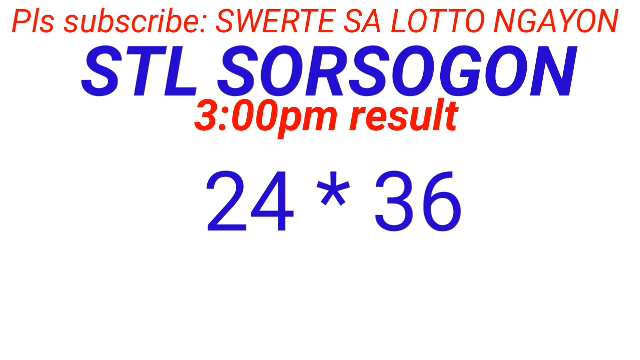 Pls subscribe: SWERTE SA LOTTO NGAYON
STL SORSOGON
3:00pm result
24 * 36